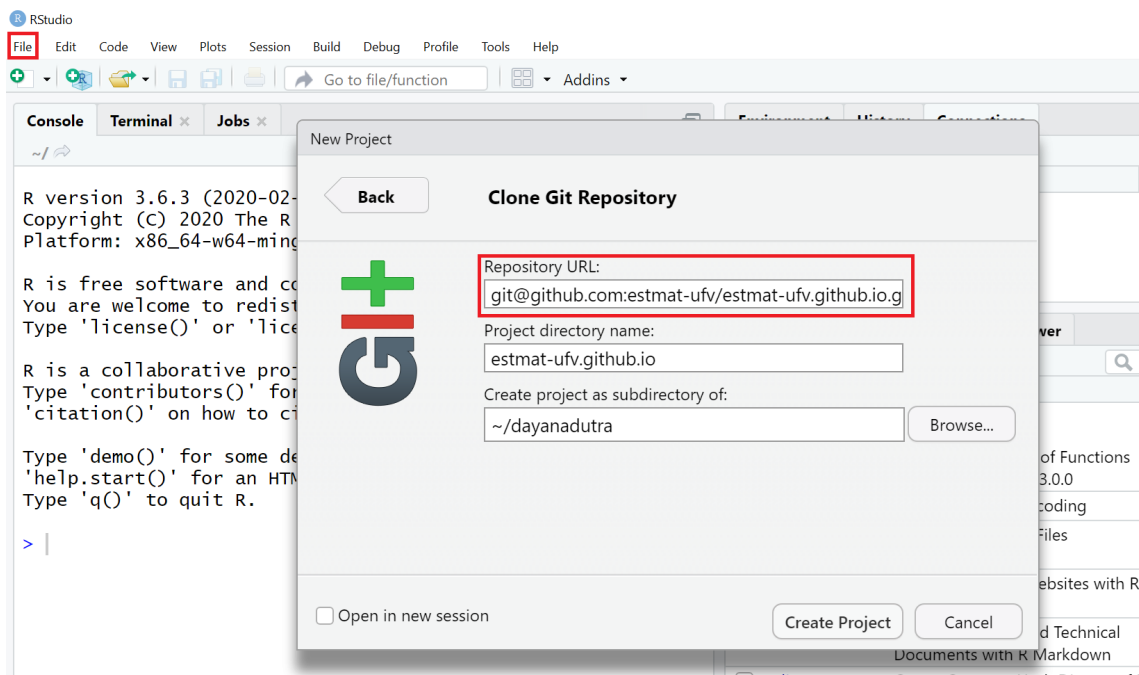 RStudio
File Edit Code View Plots Session Build Debug Profile Tools Help
Go to file/function Addins
Console Terminal Jobs
~/
R version 3.6.3 (2020-02-
Copyright (C) 2020 The R
Platform: x86_64-w64-ming
R is free software and co
You are welcome to redist
Type 'license()' or 'lice
R is a collaborative proj
Type 'contributors()' for
'citation()' on how to ci
Type 'demo()' for some de
'help.start()' for an HTM
Type 'q()' to quit R.
>
Environment History Connections
New Project
Back
Clone Git Repository
GIt
Repository URL:
git@github.com:estmat-ufv/estmat-ufv.github.io.g
Project directory name:
estmat-ufv.github.io
Create project as subdirectory of:
~/dayanadutra
Browse...
Open in new session
Create Project
Cancel
wer
of Functions
3.0.0
coding
Files
ebsites with R
d Technical
Documents with R Markdown